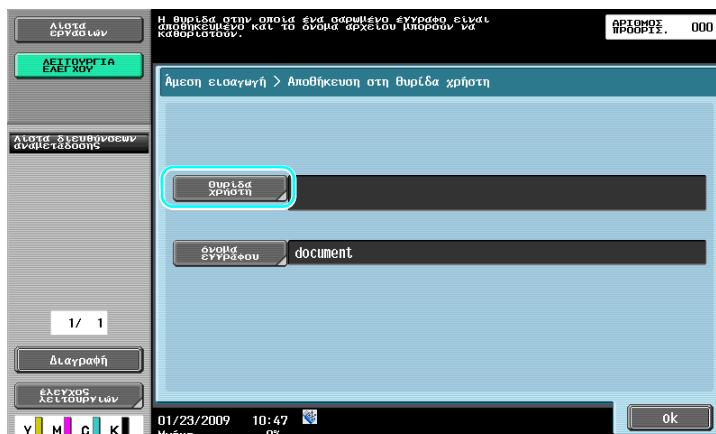 Λίστα
εργασιών
Η θυρίδα στην οποία ένα σαρωμένο έγγραφο είναι
αποθηκευμένο και το όνομα αρχείου μπορούν να
καθοριστούν.
ΑΡΙΘΜΟΣ
ΠΡΟΟΡΙΣ.
000
ΛΕΙΤΟΥΡΓΙΑ
ΕΛΕΓΧΟΥ
Άμεση εισαγωγή > Αποθήκευση στη θυρίδα χρήστη
Λίστα διευθύνσεων
αναμετάδοσης
θυρίδα
χρήστη
όνομα
εγγράφου
document
1/ 1
Διαγραφή
έλεγχος
λειτουργιών
01/23/2009 10:47
Μνήμη 0%
Y M C K
ok